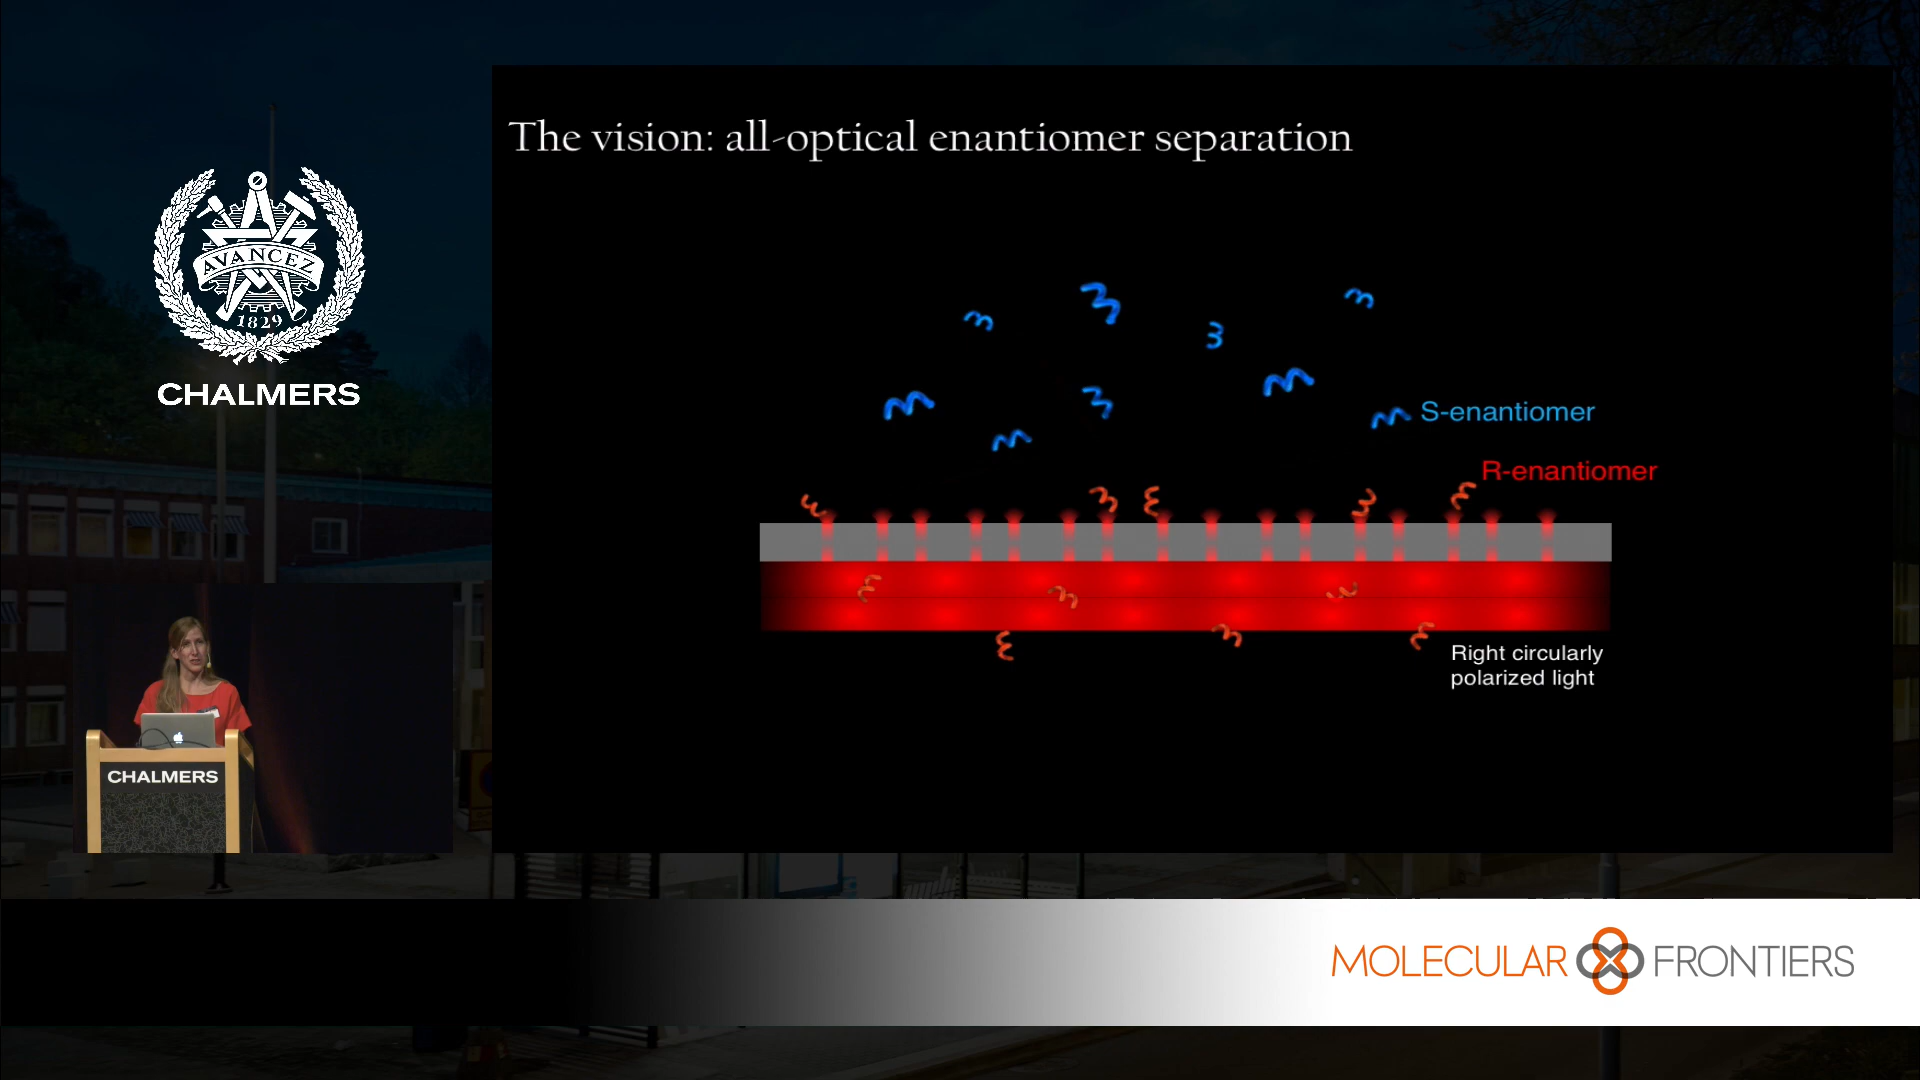 The vision: all-optical enantiomer separation
AVANCEZ
1829
CHALMERS
S-enantiomer
R-enantiomer
Right circularly
polarized light
CHALMERS
MOLECULAR FRONTIERS